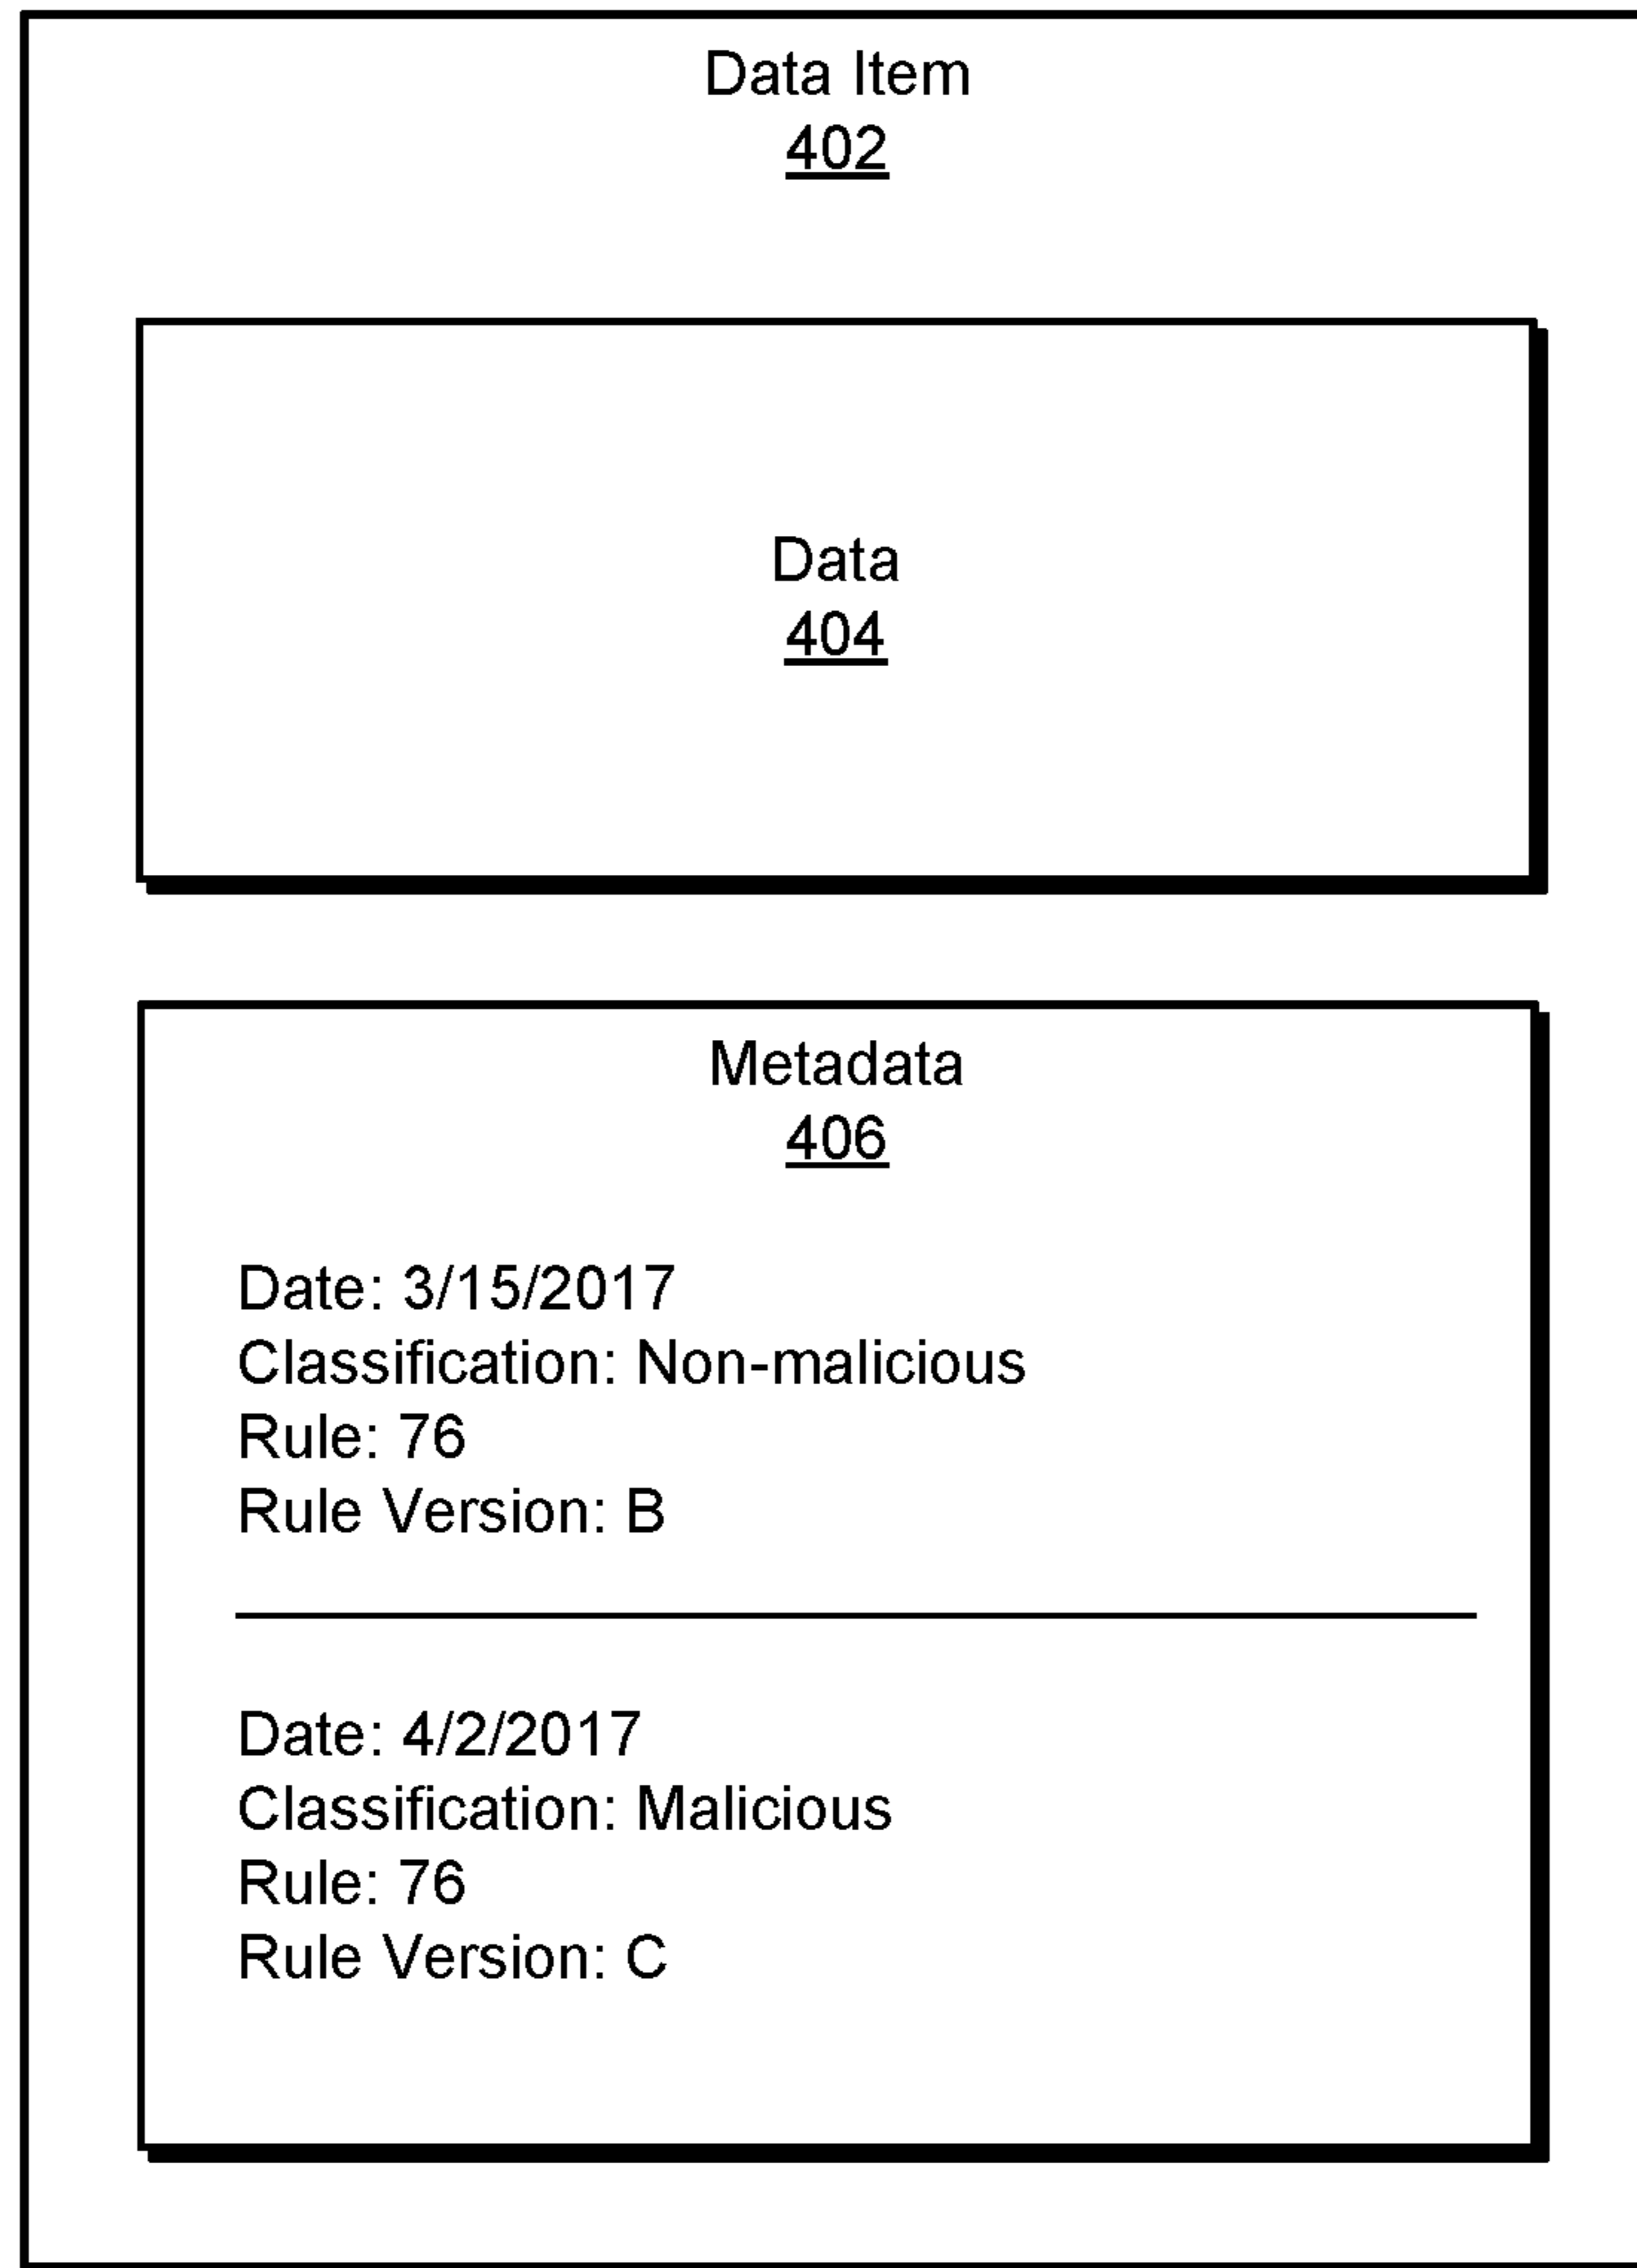 Data Item
402
Data
404
Metadata
406
Date: 3/15/2017
Classification: Non-malicious
Rule: 76
Rule Version: B
Date: 4/2/2017
Classification: Malicious
Rule: 76
Rule Version: C